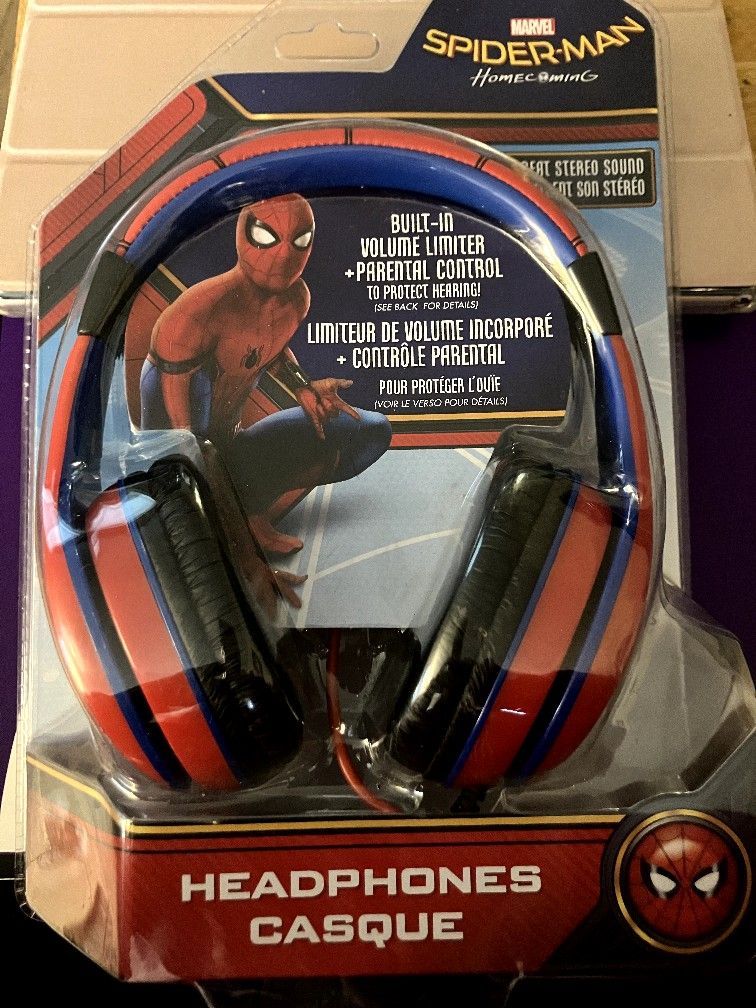 MARVEL
SPIDER-MAN
HOMECOMING
STEREO SOUND
SON STÉRÉO
BUILT-IN
VOLUME LIMITER
+PARENTAL CONTROL
TO PROTECT HEARING!
(SEE BACK FOR DETAILS)
LIMITEUR DE VOLUME INCORPORÉ
+ CONTRÔLE PARENTAL
POUR PROTÉGER L'OUÏE
(VOIR LE VERSO POUR DÉTAILS)
HEADPHONES
CASQUE